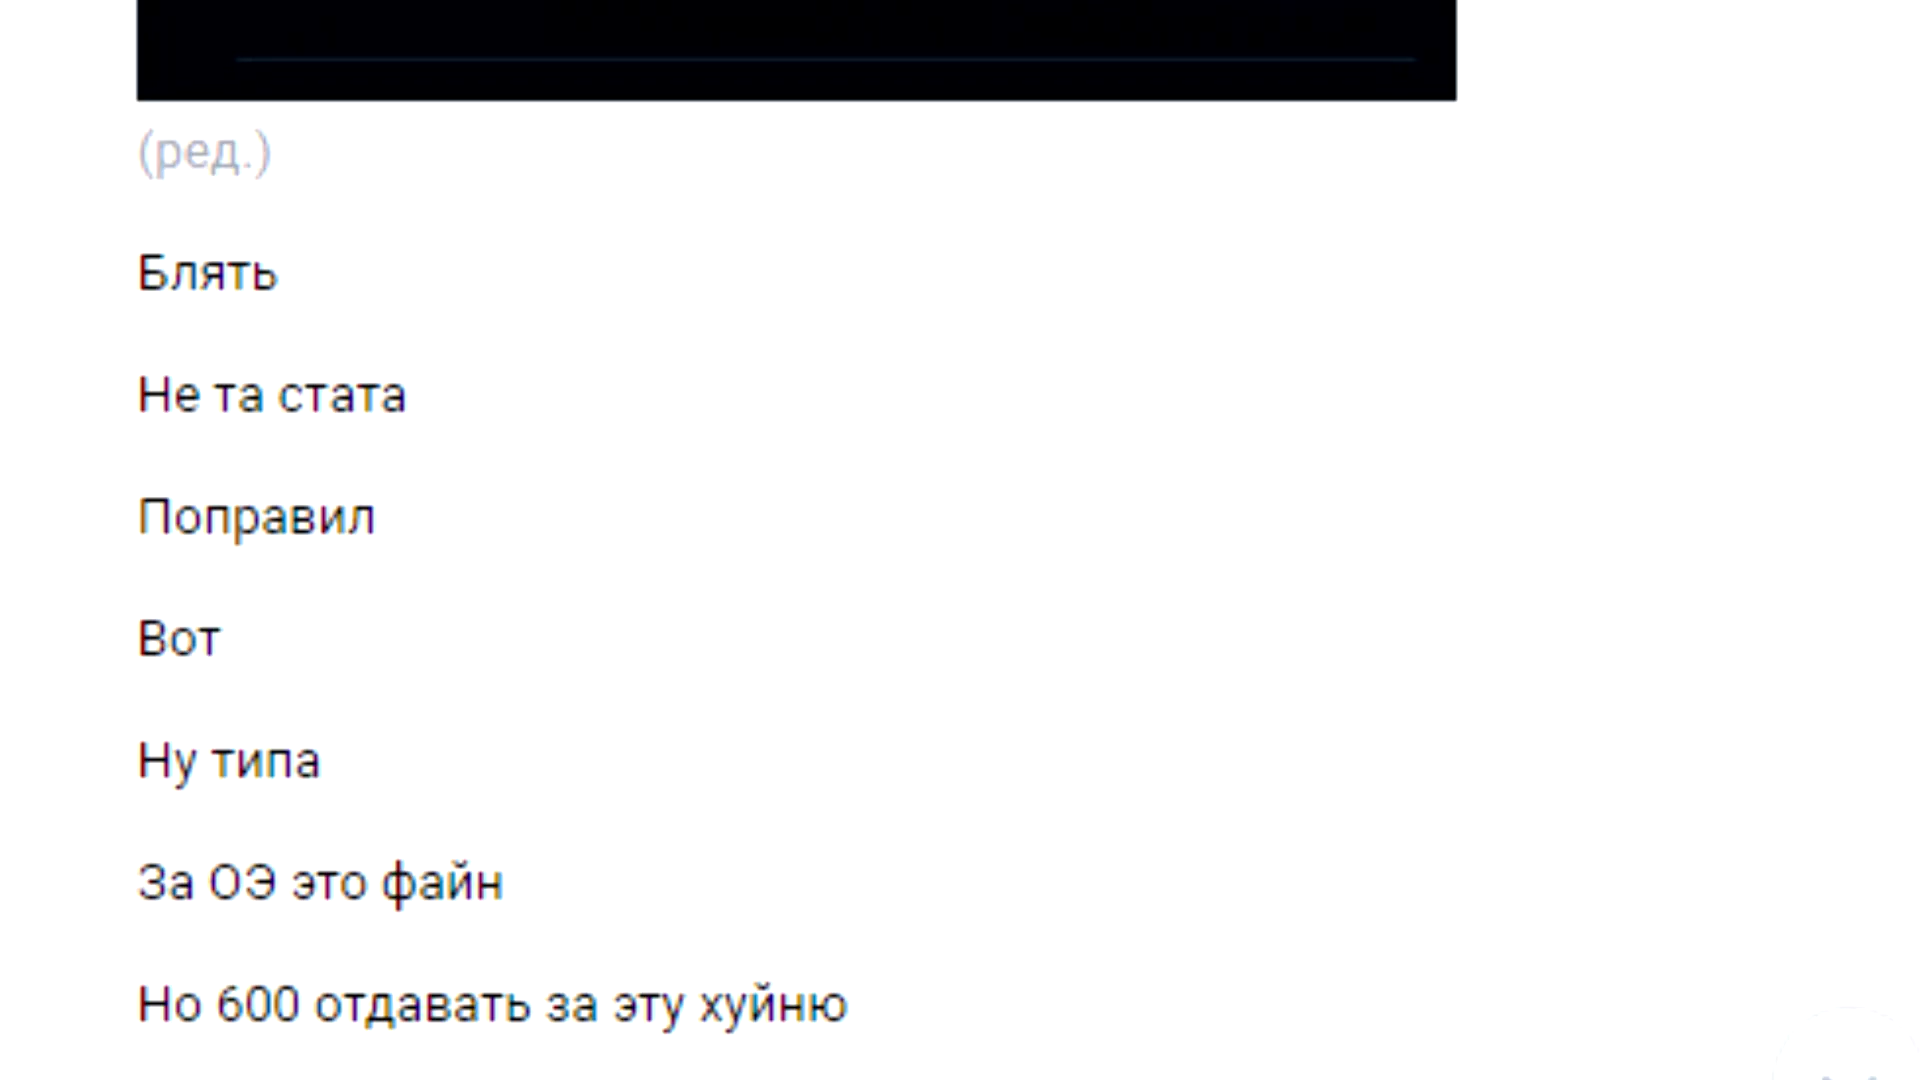 (ред.)
Блять
Не та стата
Поправил
Вот
Ну типа
За ОЭ это файн
Но 600 отдавать за эту хуйню